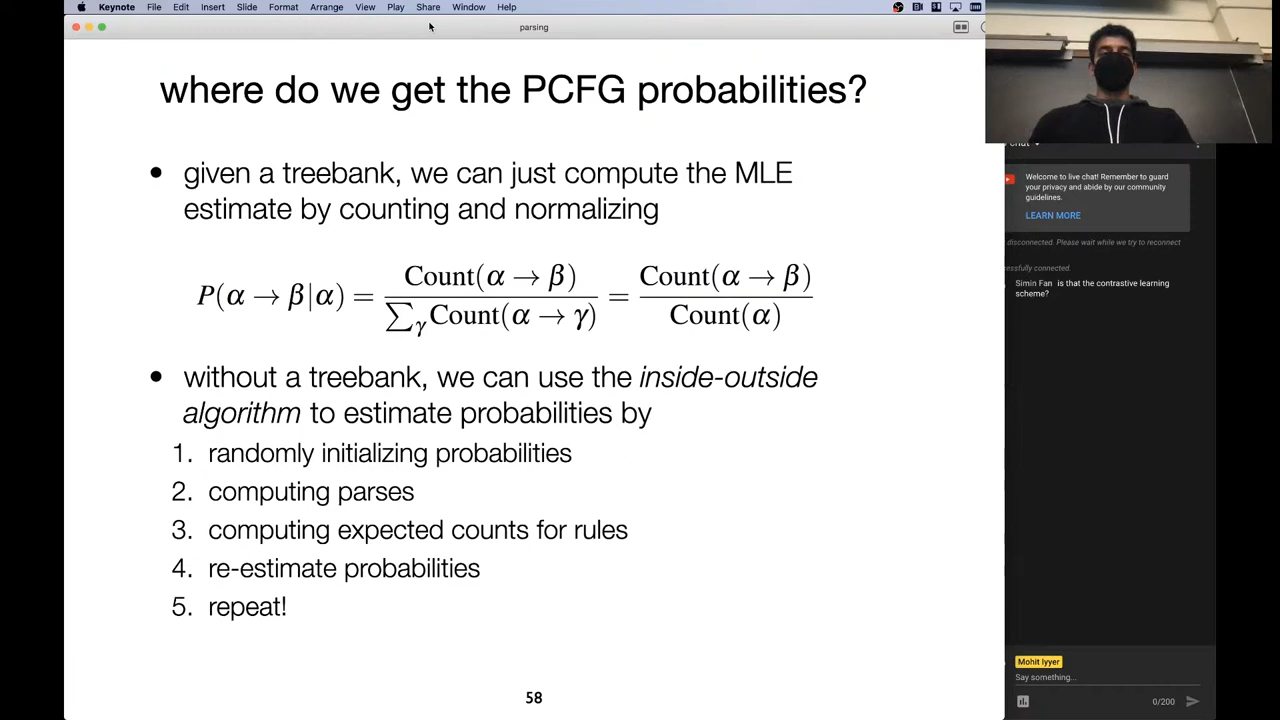 Keynote File Edit Insert Slide Format Arrange View Play Share Window Help
parsing
where do we get the PCFG probabilities?
• given a treebank, we can just compute the MLE
estimate by counting and normalizing
P(α → β|α) = Count(α → β) / ∑γ Count(α → γ) = Count(α → β) / Count(α)
• without a treebank, we can use the inside-outside
algorithm to estimate probabilities by
1. randomly initializing probabilities
2. computing parses
3. computing expected counts for rules
4. re-estimate probabilities
5. repeat!
58
Welcome to live chat! Remember to guard
your privacy and abide by our community
guidelines.
LEARN MORE
disconnected. Please wait while we try to reconnect
connected.
Simin Fan is that the contrastive learning
scheme?
Mohit Iyyer
Say something...
0/200